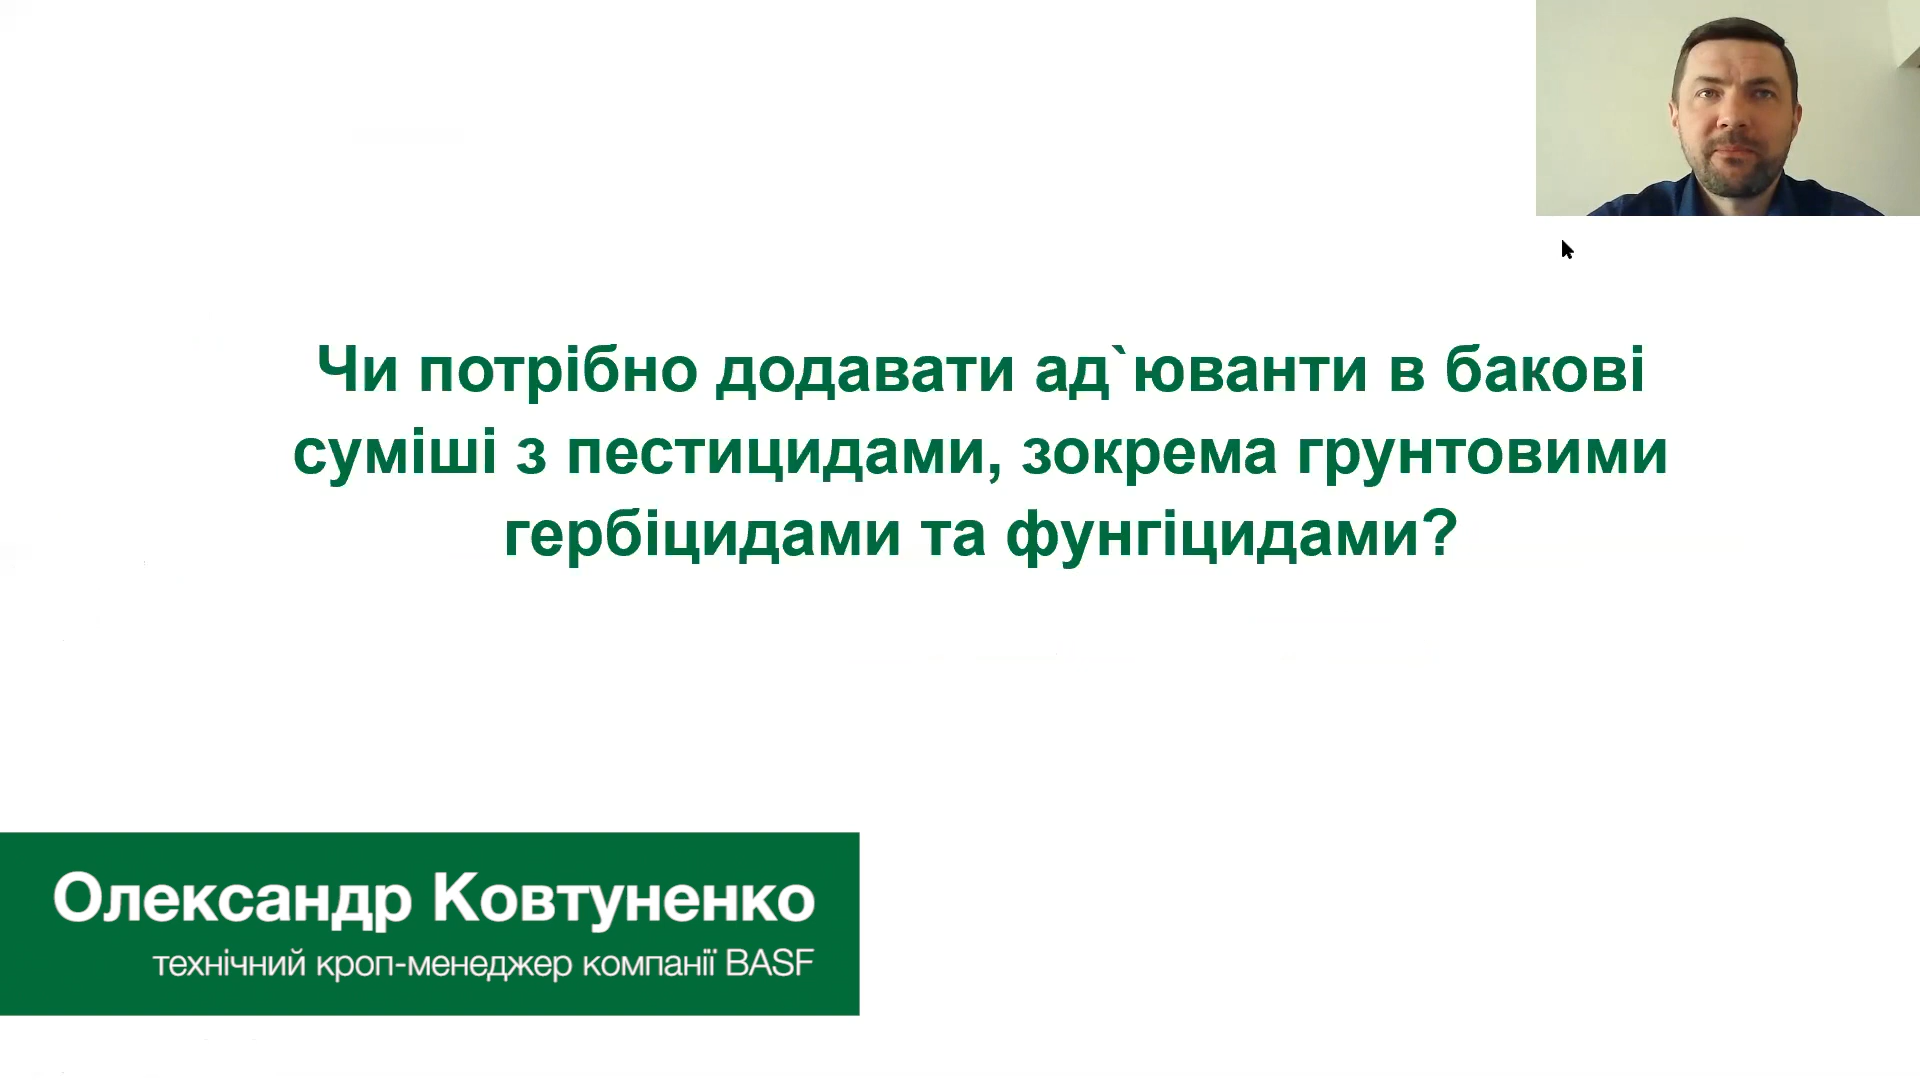 Чи потрібно додавати ад`юванти в бакові
суміші з пестицидами, зокрема грунтовими
гербіцидами та фунгіцидами?
Олександр Ковтуненко
технічний кроп-менеджер компанії BASF